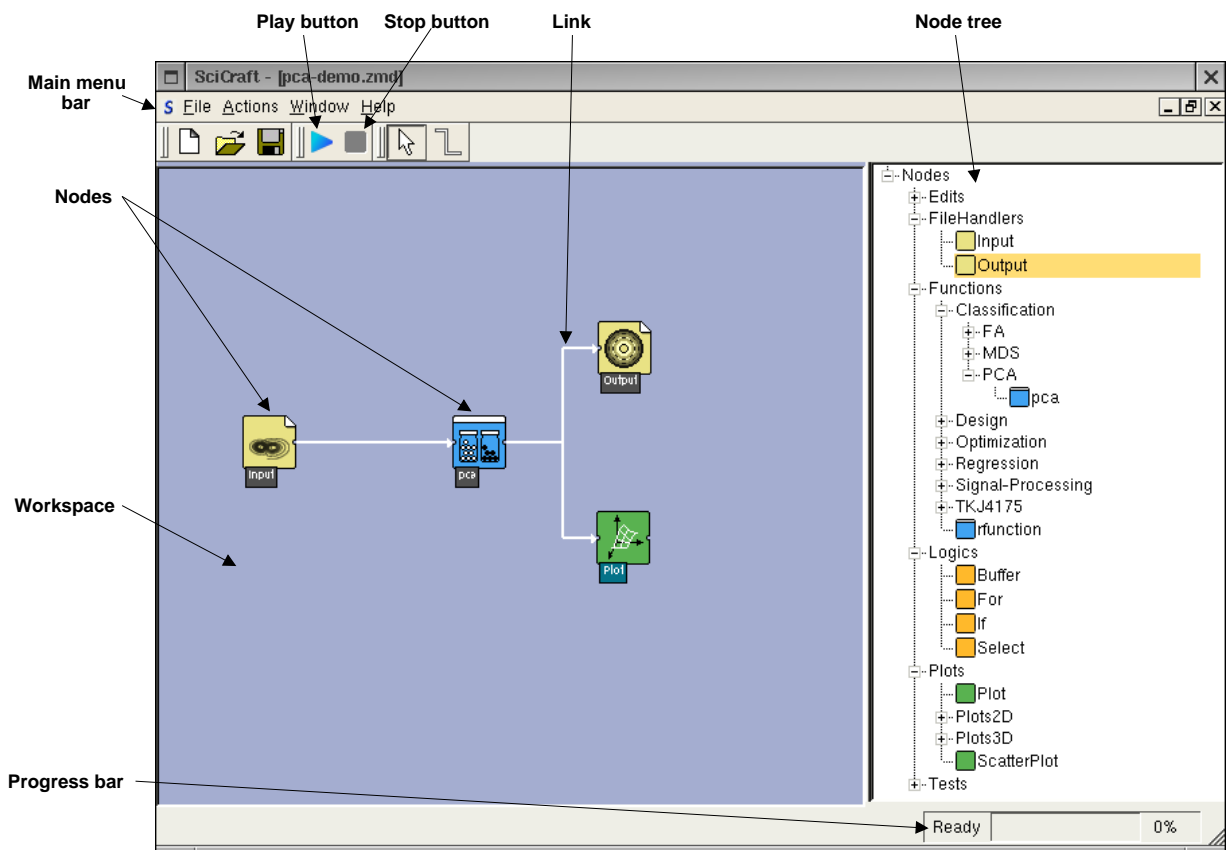 Play button
Stop button
Link
Node tree
Main menu
bar
SciCraft - [pca-demo.zmd]
S File Actions Window Help
Nodes
Workspace
Progress bar
Input
pca
Output
Plot
Nodes
Edits
FileHandlers
Input
Output
Functions
Classification
FA
MDS
PCA
pca
Design
Optimization
Regression
Signal-Processing
TKJ4175
rfunction
Logics
Buffer
For
If
Select
Plots
Plot
Plots2D
Plots3D
ScatterPlot
Tests
Ready 0%